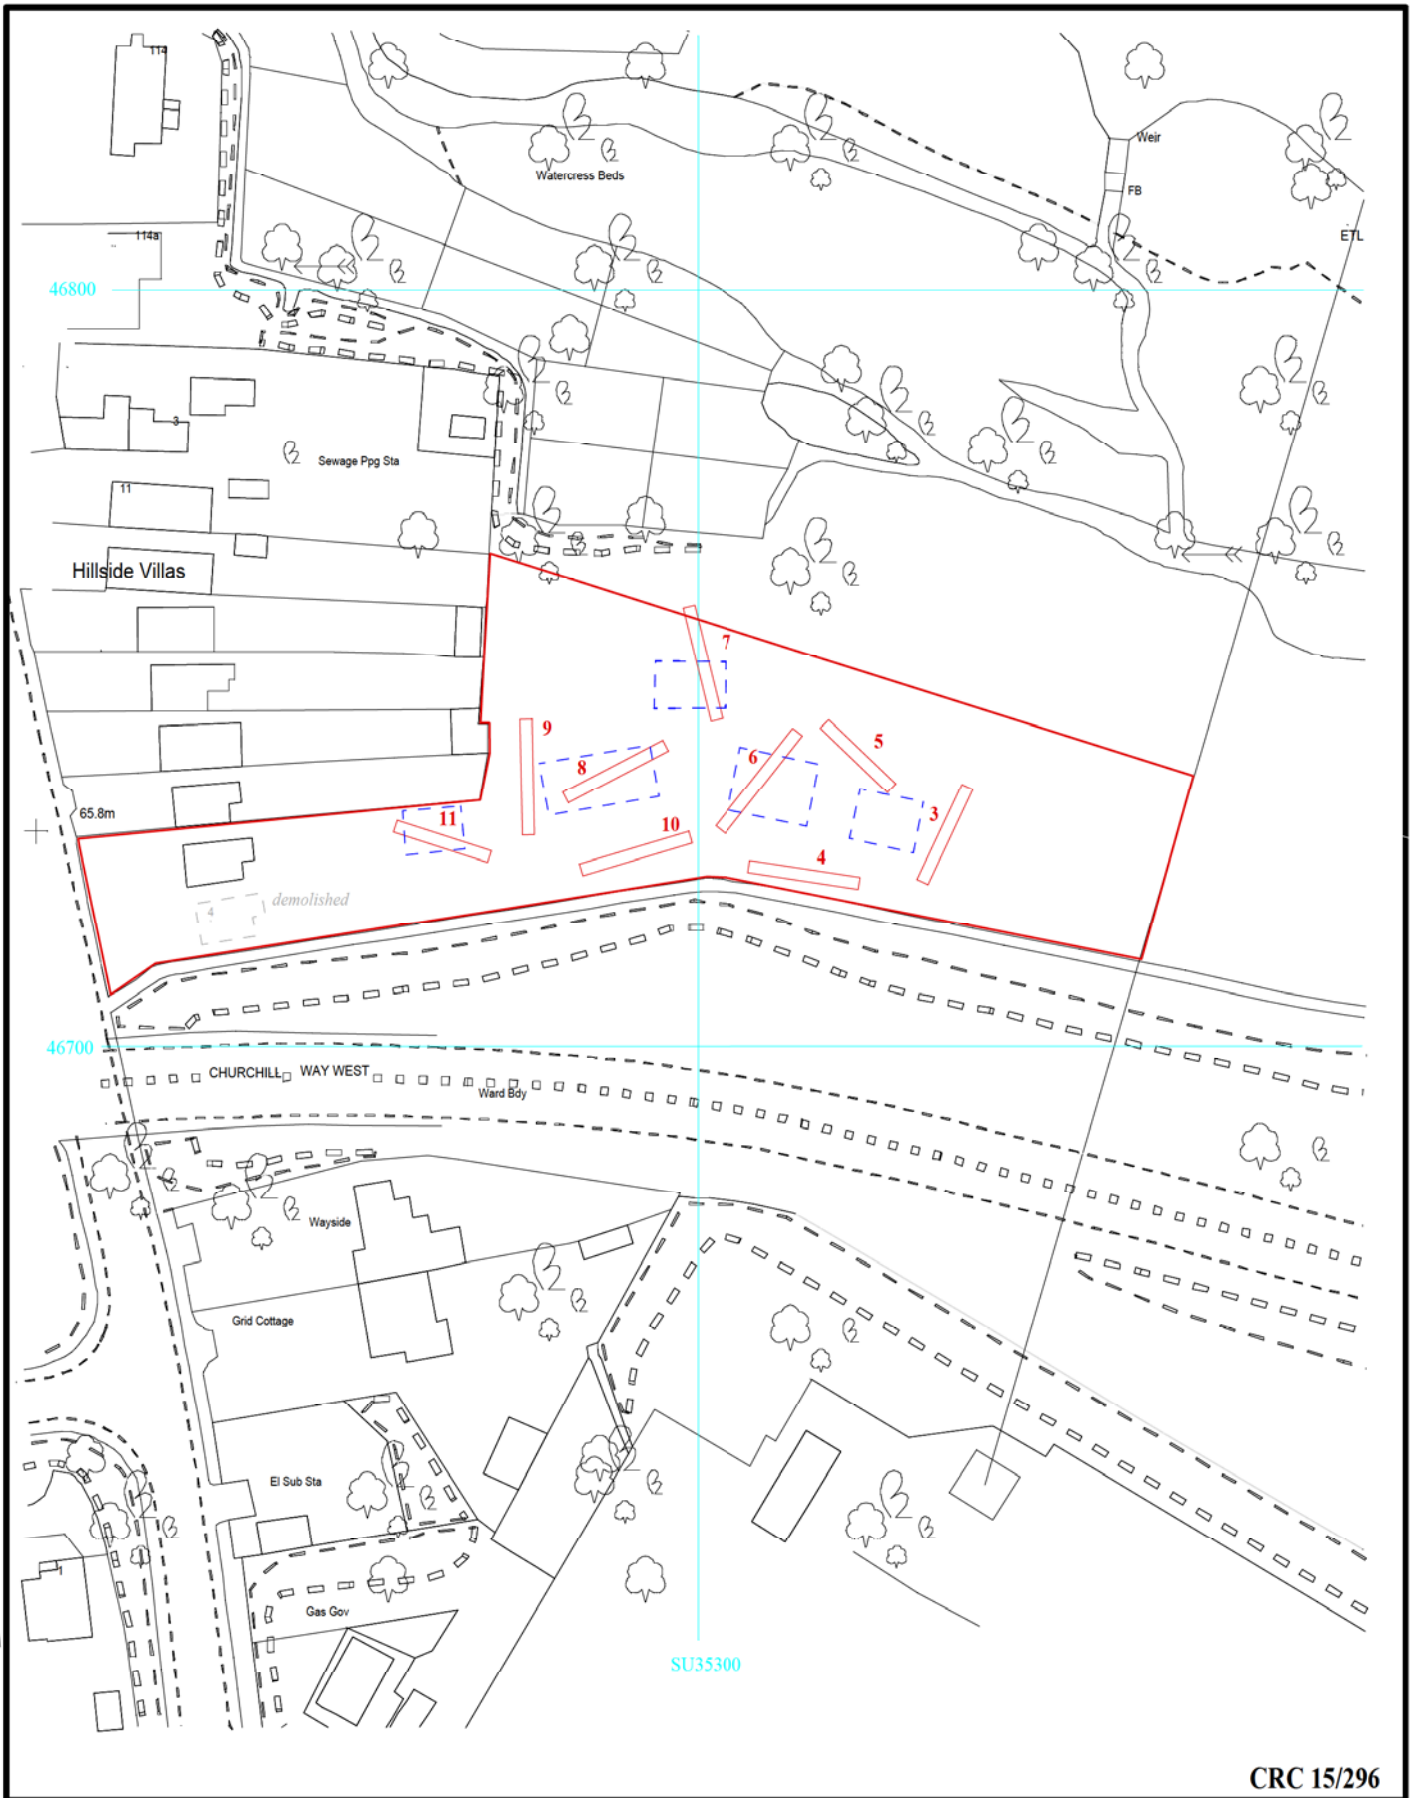 114
Weir
Watercress Beds
FB
114a
ETL
46800
3
Sewage Ppg Sta
11
Hillside Villas
7
9
5
6
8
65.8m
11
10
3
4
demolished
4
46700
CHURCHILL WAY WEST
Ward Bdy
Wayside
Grid Cottage
El Sub Sta
Gas Gov
SU35300
CRC 15/296